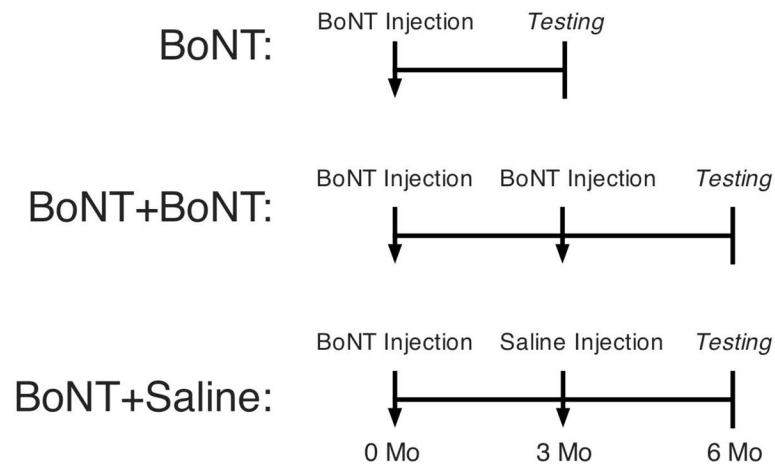 BoNT Injection Testing
BoNT:
BoNT Injection BoNT Injection Testing
BoNT+BoNT:
BoNT Injection Saline Injection Testing
BoNT+Saline:
0 Mo 3 Mo 6 Mo